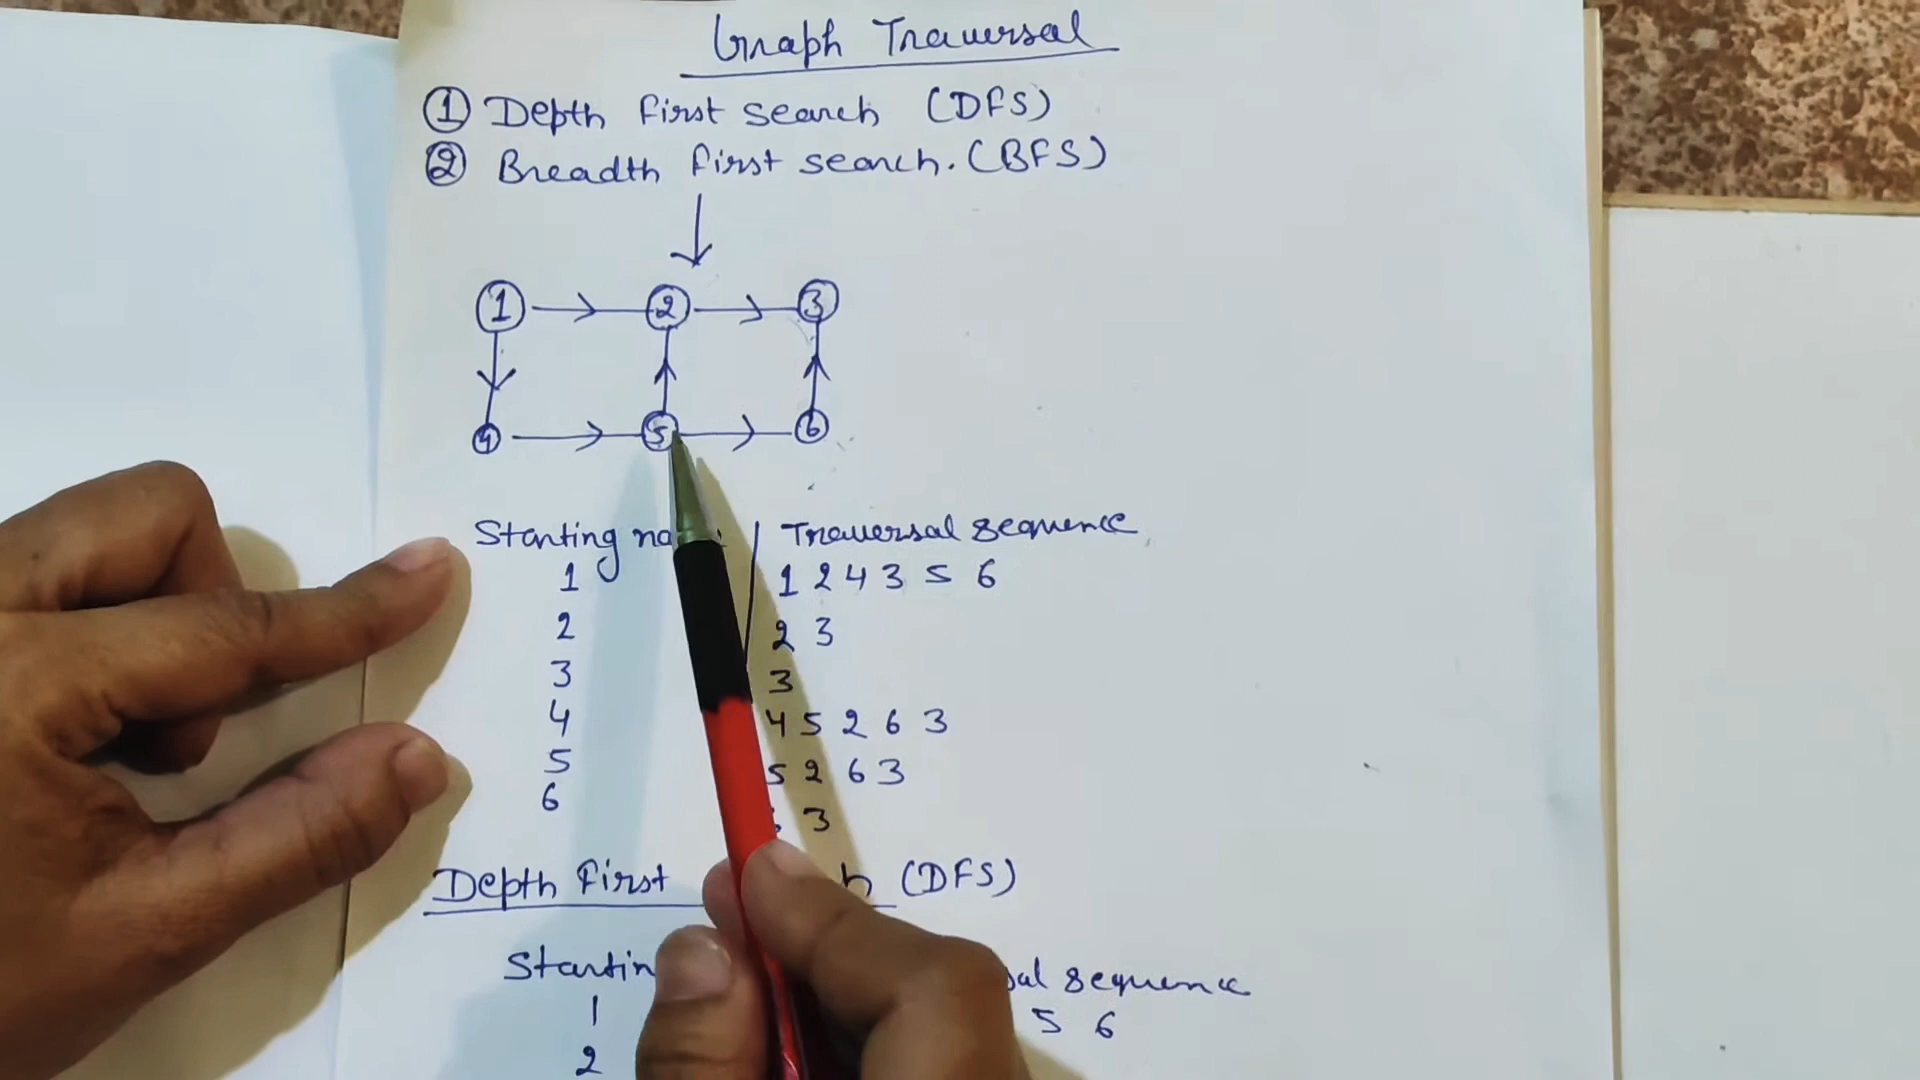 Graph Traversal
① Depth first search (DFS)
② Breadth first search. (BFS)
1 2 3
4 5 6
Starting Traversal sequence
1 1 2 4 3 5 6
2 2 3
3 3
4 4 5 2 6 3
5 5 2 6 3
6 3
Depth first (DFS)
sequence
1 5 6
2